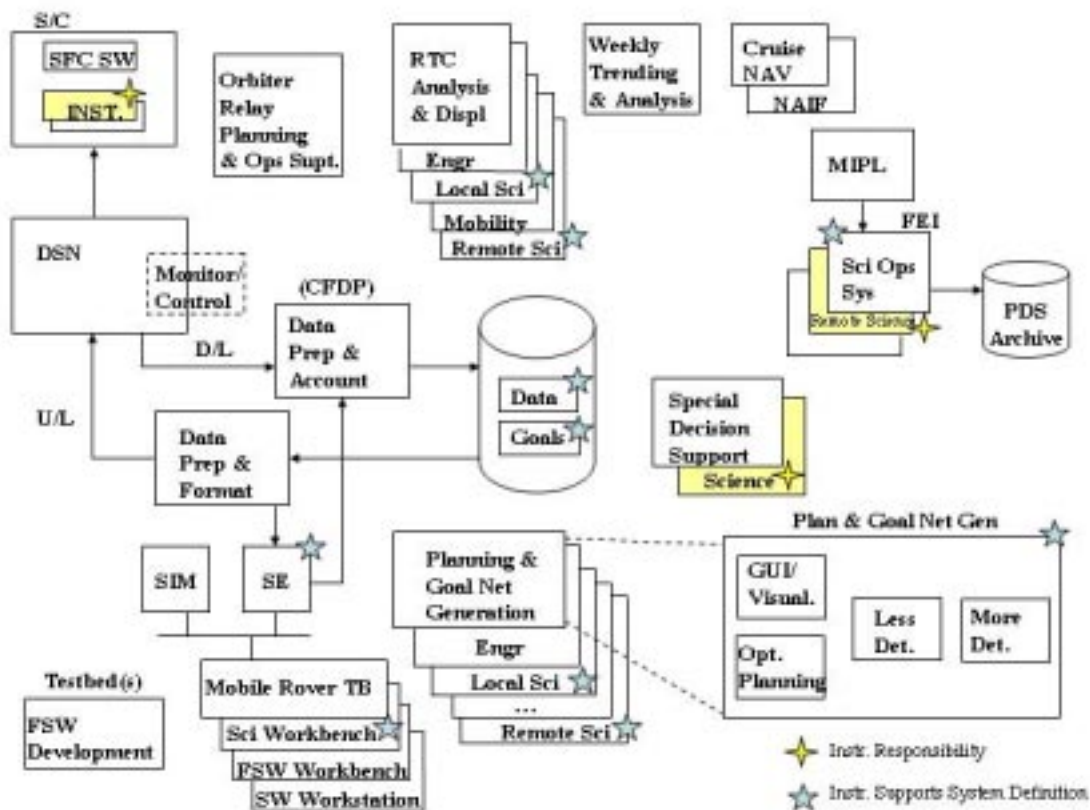 S/C
SFC SW
INST.
Orbiter
Relay
Planning
& Ops Supt.
RTC
Analysis
& Displ
Engr
Local Sci
Mobility
Remote Sci
Weekly
Trending
& Analysis
Cruise
NAV
NAIF
MIPL
FEI
Sci Ops
Sys
Remote Science
PDS
Archive
DSN
Monitor/
Control
(CFDP)
Data
Prep &
Account
D/L
U/L
Data
Goals
Data
Prep &
Format
Special
Decision
Support
Science
SIM
SE
Planning &
Goal Net
Generation
Engr
Local Sci
...
Remote Sci
Plan & Goal Net Gen
GUI/
Visual.
Opt.
Planning
Less
Det.
More
Det.
Testbed(s)
FSW
Development
Mobile Rover TB
Sci Workbench
FSW Workbench
SW Workstation
Instr. Responsibility
Instr. Supports System Definition